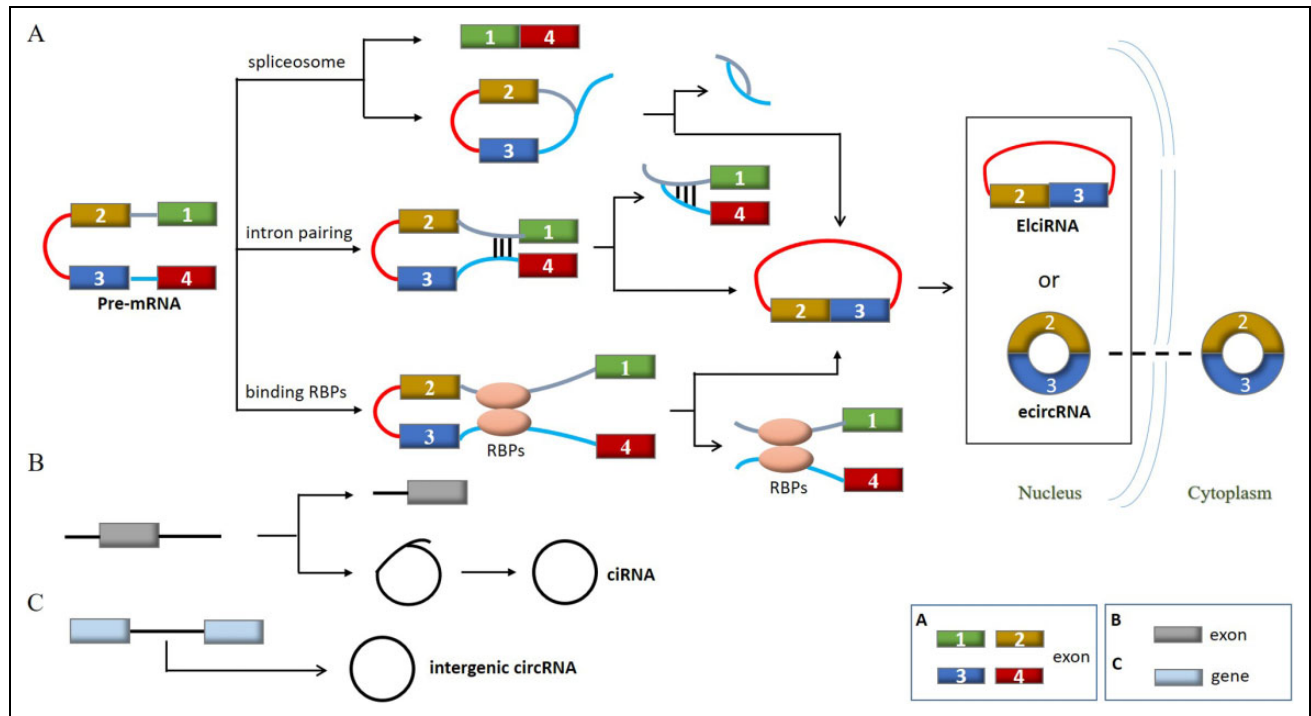 A
1 4
spliceosome
2
3
2 1
3 4
Pre-mRNA
intron pairing
2 1
3 4
1
4
2 3
2 3
ElciRNA
or
2
3
ecircRNA
2
3
binding RBPs
2 1
3 4
RBPs
1
4
RBPs
Nucleus
Cytoplasm
B
ciRNA
C
intergenic circRNA
A
1 2
exon
3 4
B
exon
C
gene